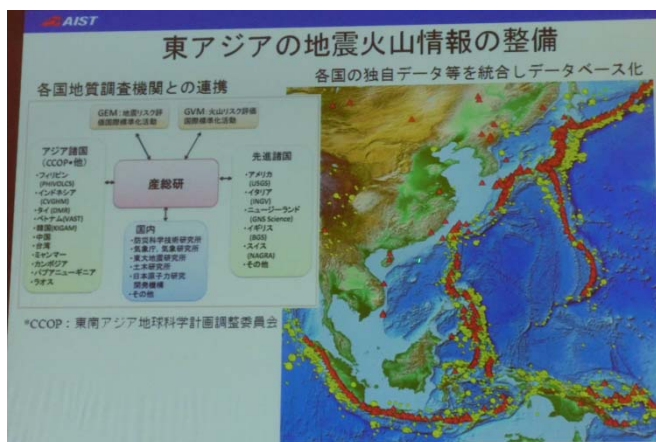 AIST
東アジアの地震火山情報の整備
各国地質調査機関との連携
各国の独自データ等を統合しデータベース化
GEM:地震リスク評
価国際標準化活動
GVM:火山リスク評価
国際標準化活動
アジア諸国
(CCOP*他)
・フィリピン
(PHIVOLCS)
・インドネシア
(CVGHM)
・タイ(DMR)
・ベトナム(VAST)
・韓国(KIGAM)
・中国
・台湾
・ミャンマー
・カンボジア
・パプアニューギニア
・ラオス
産総研
国内
・防災科学技術研究所
・気象庁、気象研究所
・東大地震研究所
・土木研究所
・日本原子力研究
開発機構
・その他
先進諸国
・アメリカ
(USGS)
・イタリア
(INGV)
・ニュージーランド
(GNS Science)
・イギリス
(BGS)
・スイス
(NAGRA)
・その他
*CCOP:東南アジア地球科学計画調整委員会